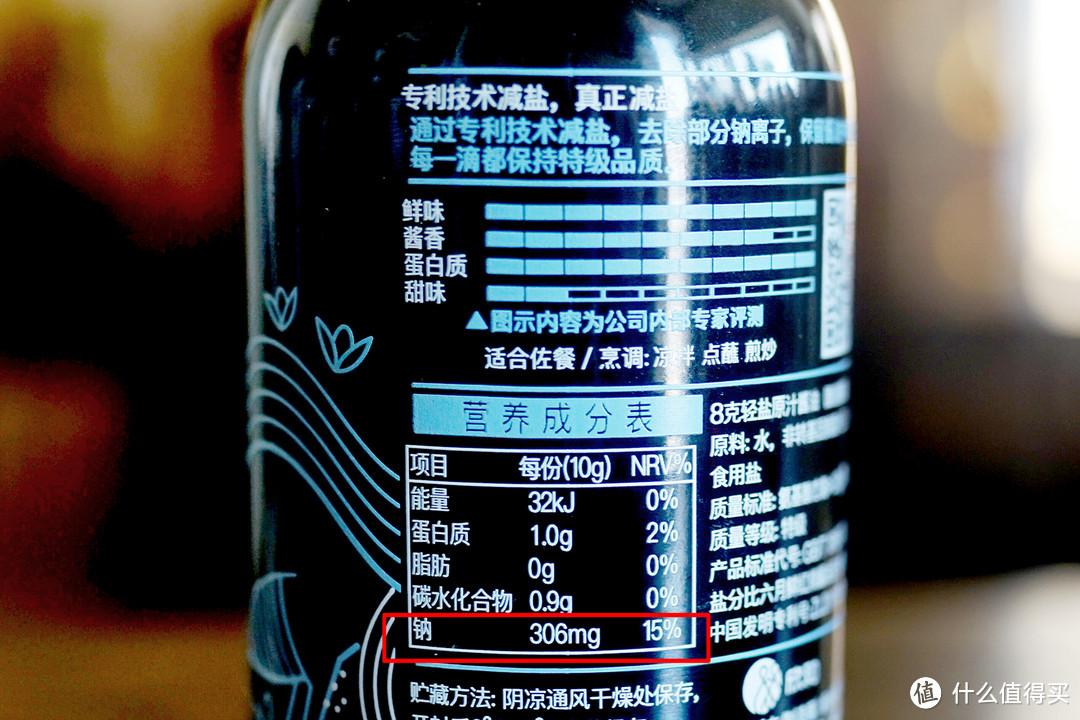 专利技术减盐，真正减盐
通过专利技术减盐，去除部分钠离子，保留
每一滴都保持特级品质。
鲜味
酱香
蛋白质
甜味
▲图示内容为公司内部专家评测
适合佐餐 / 烹调: 凉拌 点蘸 煎炒
营养成分表
项目 每份(10g) NRV%
能量 32kJ 0%
蛋白质 1.0g 2%
脂肪 0g 0%
碳水化合物 0.9g 0%
钠 306mg 15%
8克轻盐原汁酱油
原料: 水，非转基因
食用盐
质量标准:
质量等级: 特级
产品标准代号:
盐分比六月鲜
中国发明专利号:
贮藏方法: 阴凉通风干燥处保存，
值 什么值得买